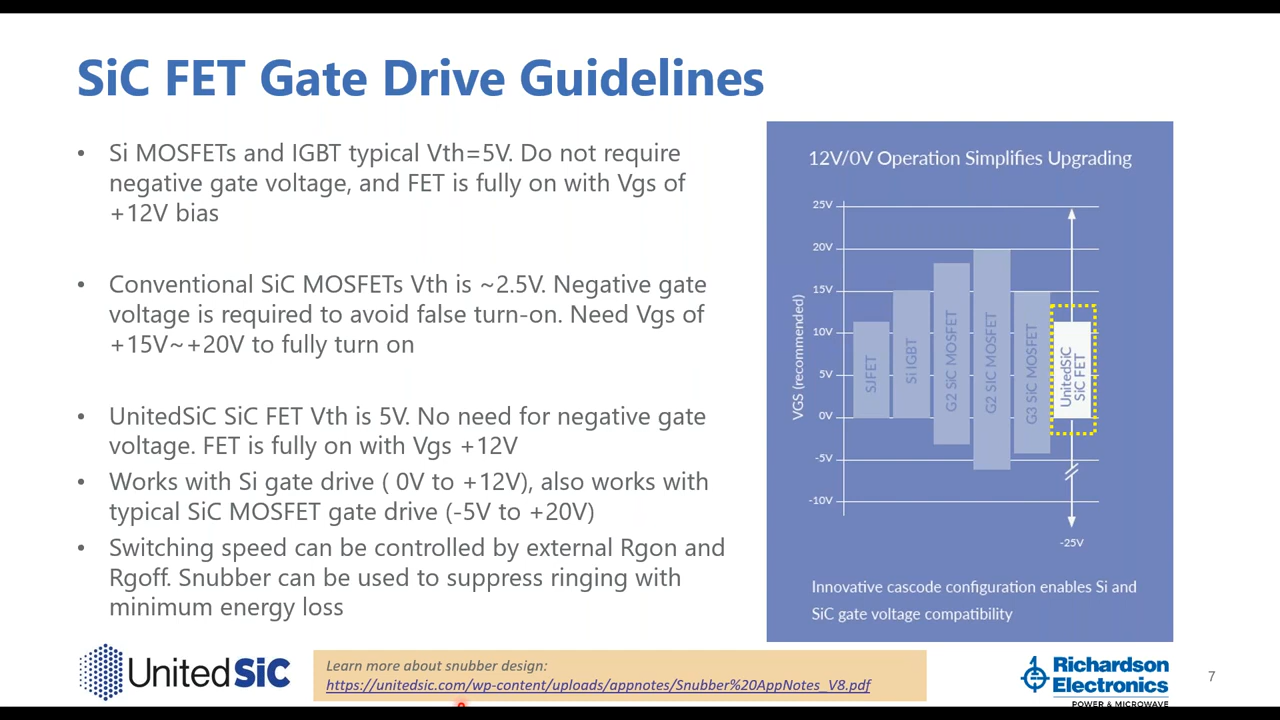 SiC FET Gate Drive Guidelines
• Si MOSFETs and IGBT typical Vth=5V. Do not require
negative gate voltage, and FET is fully on with Vgs of
+12V bias
• Conventional SiC MOSFETs Vth is ~2.5V. Negative gate
voltage is required to avoid false turn-on. Need Vgs of
+15V~+20V to fully turn on
• UnitedSiC SiC FET Vth is 5V. No need for negative gate
voltage. FET is fully on with Vgs +12V
• Works with Si gate drive ( 0V to +12V), also works with
typical SiC MOSFET gate drive (-5V to +20V)
• Switching speed can be controlled by external Rgon and
Rgoff. Snubber can be used to suppress ringing with
minimum energy loss
12V/0V Operation Simplifies Upgrading
VGS (recommended)
25V
20V
15V
10V
5V
0V
-5V
-10V
SJFET
Si IGBT
G2 SiC MOSFET
G2 SiC MOSFET
G3 SiC MOSFET
UnitedSiC
SiC FET
-25V
Innovative cascode configuration enables Si and
SiC gate voltage compatibility
UnitedSiC
Learn more about snubber design:
https://unitedsic.com/wp-content/uploads/appnotes/Snubber%20AppNotes_V8.pdf
Richardson
Electronics
POWER & MICROWAVE
7